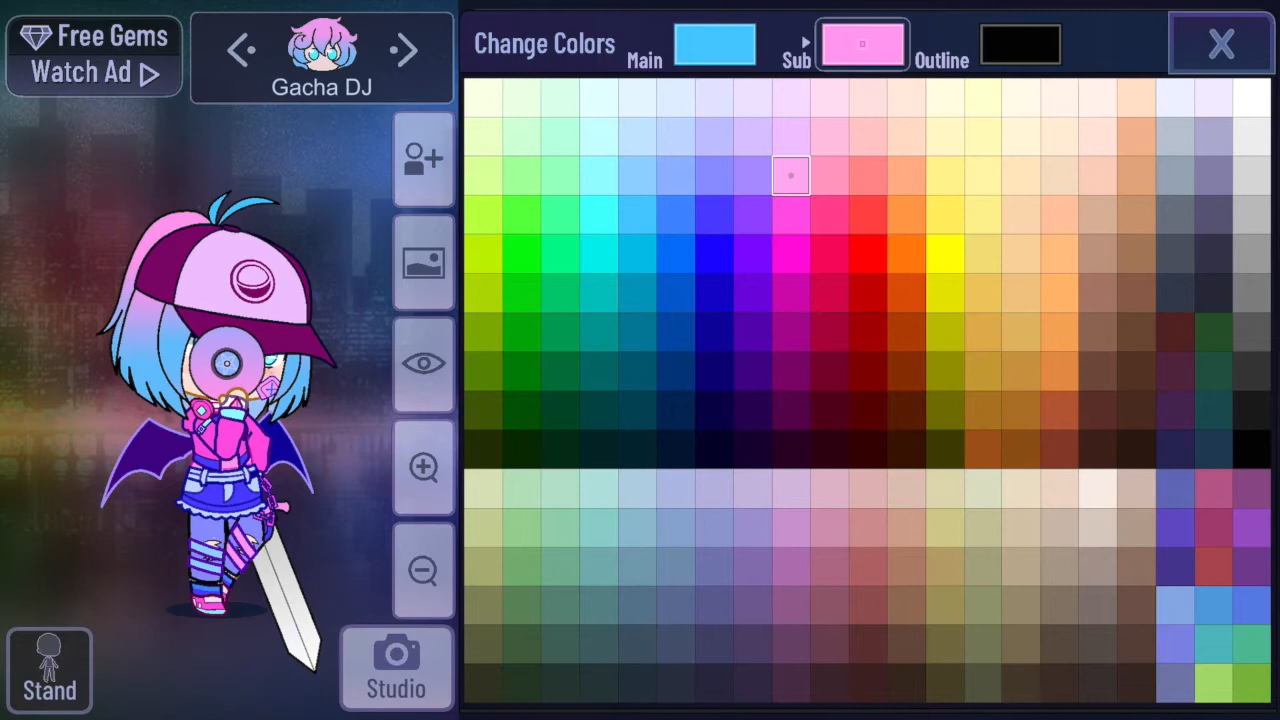 Free Gems
Watch Ad
Gacha DJ
Change Colors
Main
Sub
Outline
X
Stand
Studio